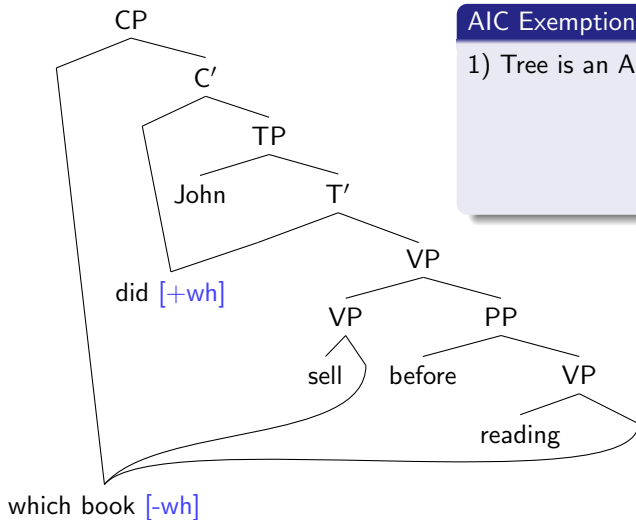 CP
AIC Exemption
1) Tree is an A
C′
TP
John
T′
did [+wh]
VP
VP
PP
sell
before
VP
reading
which book [-wh]